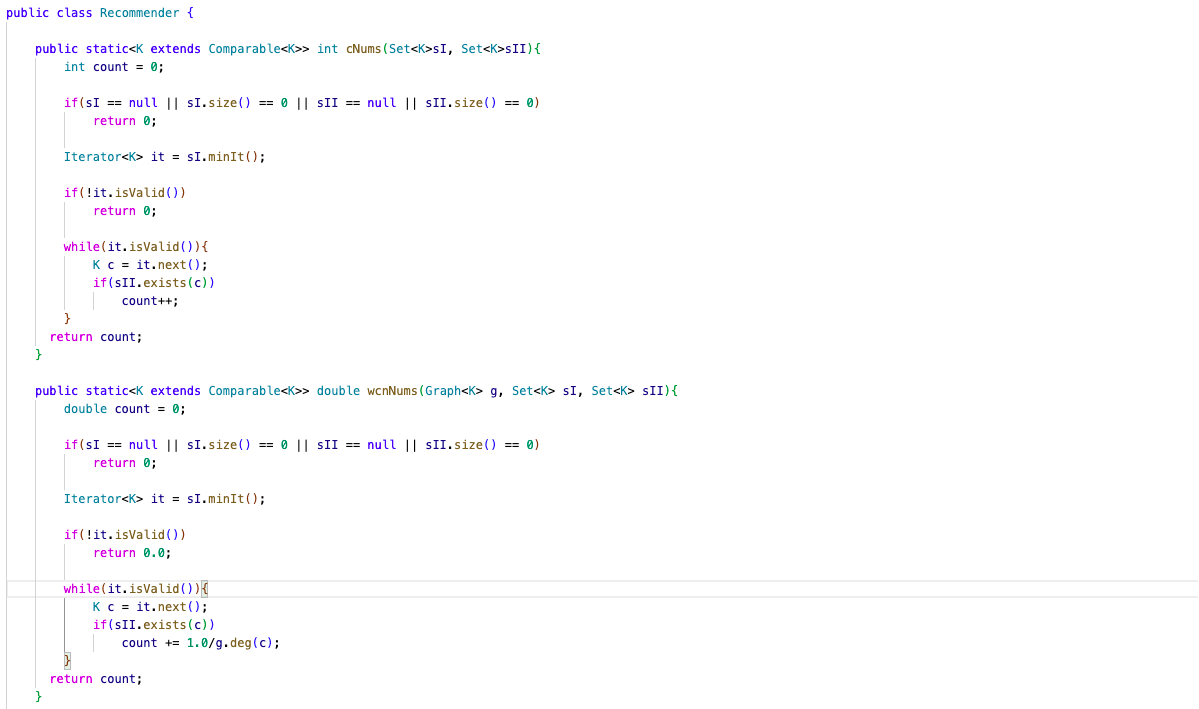 public class Recommender {
public static<K extends Comparable<K>> int cNums(Set<K>sI, Set<K>sII){
int count = 0;
if(sI == null || sI.size() == 0 || sII == null || sII.size() == 0)
return 0;
Iterator<K> it = sI.minIt();
if(!it.isValid())
return 0;
while(it.isValid()){
K c = it.next();
if(sII.exists(c))
count++;
}
return count;
}
public static<K extends Comparable<K>> double wcnNums(Graph<K> g, Set<K> sI, Set<K> sII){
double count = 0;
if(sI == null || sI.size() == 0 || sII == null || sII.size() == 0)
return 0;
Iterator<K> it = sI.minIt();
if(!it.isValid())
return 0.0;
while(it.isValid()){
K c = it.next();
if(sII.exists(c))
count += 1.0/g.deg(c);
}
return count;
}